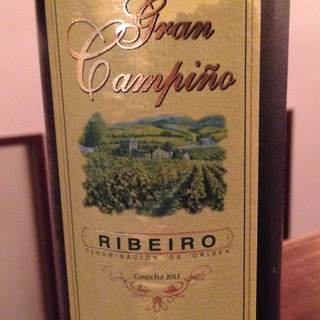 Gran
Campiño
RIBEIRO
DENOMINACION DE ORIGEN
Cosecha 2012